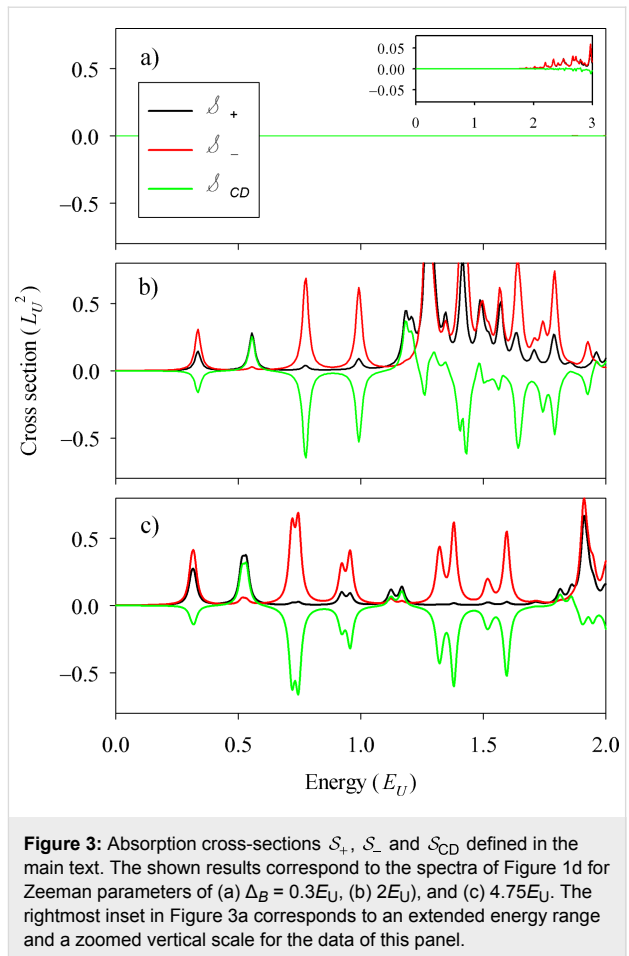 a)
𝒮 +
𝒮 −
𝒮 CD
0.5
0.0
−0.5
0.05
0.00
−0.05
0
1
2
3
b)
0.5
0.0
−0.5
c)
0.5
0.0
−0.5
0.0
0.5
1.0
1.5
2.0
Cross section (L_U^2)
Energy (E_U)
Figure 3: Absorption cross-sections 𝒮₊, 𝒮₋ and 𝒮_CD defined in the
main text. The shown results correspond to the spectra of Figure 1d for
Zeeman parameters of (a) Δ_B = 0.3E_U, (b) 2E_U), and (c) 4.75E_U. The
rightmost inset in Figure 3a corresponds to an extended energy range
and a zoomed vertical scale for the data of this panel.